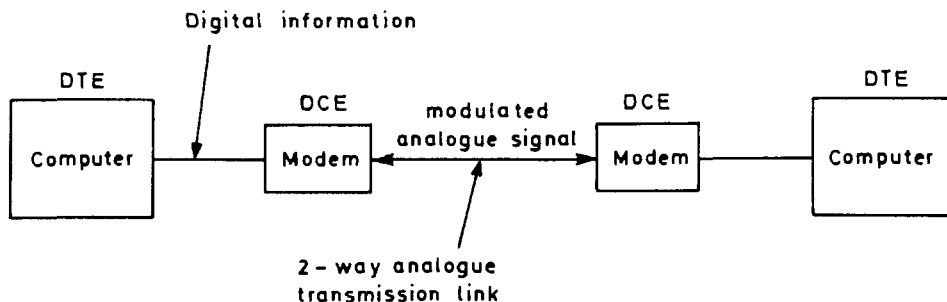 Digital information
DTE
Computer
DCE
Modem
modulated
analogue signal
DCE
Modem
DTE
Computer
2-way analogue
transmission link